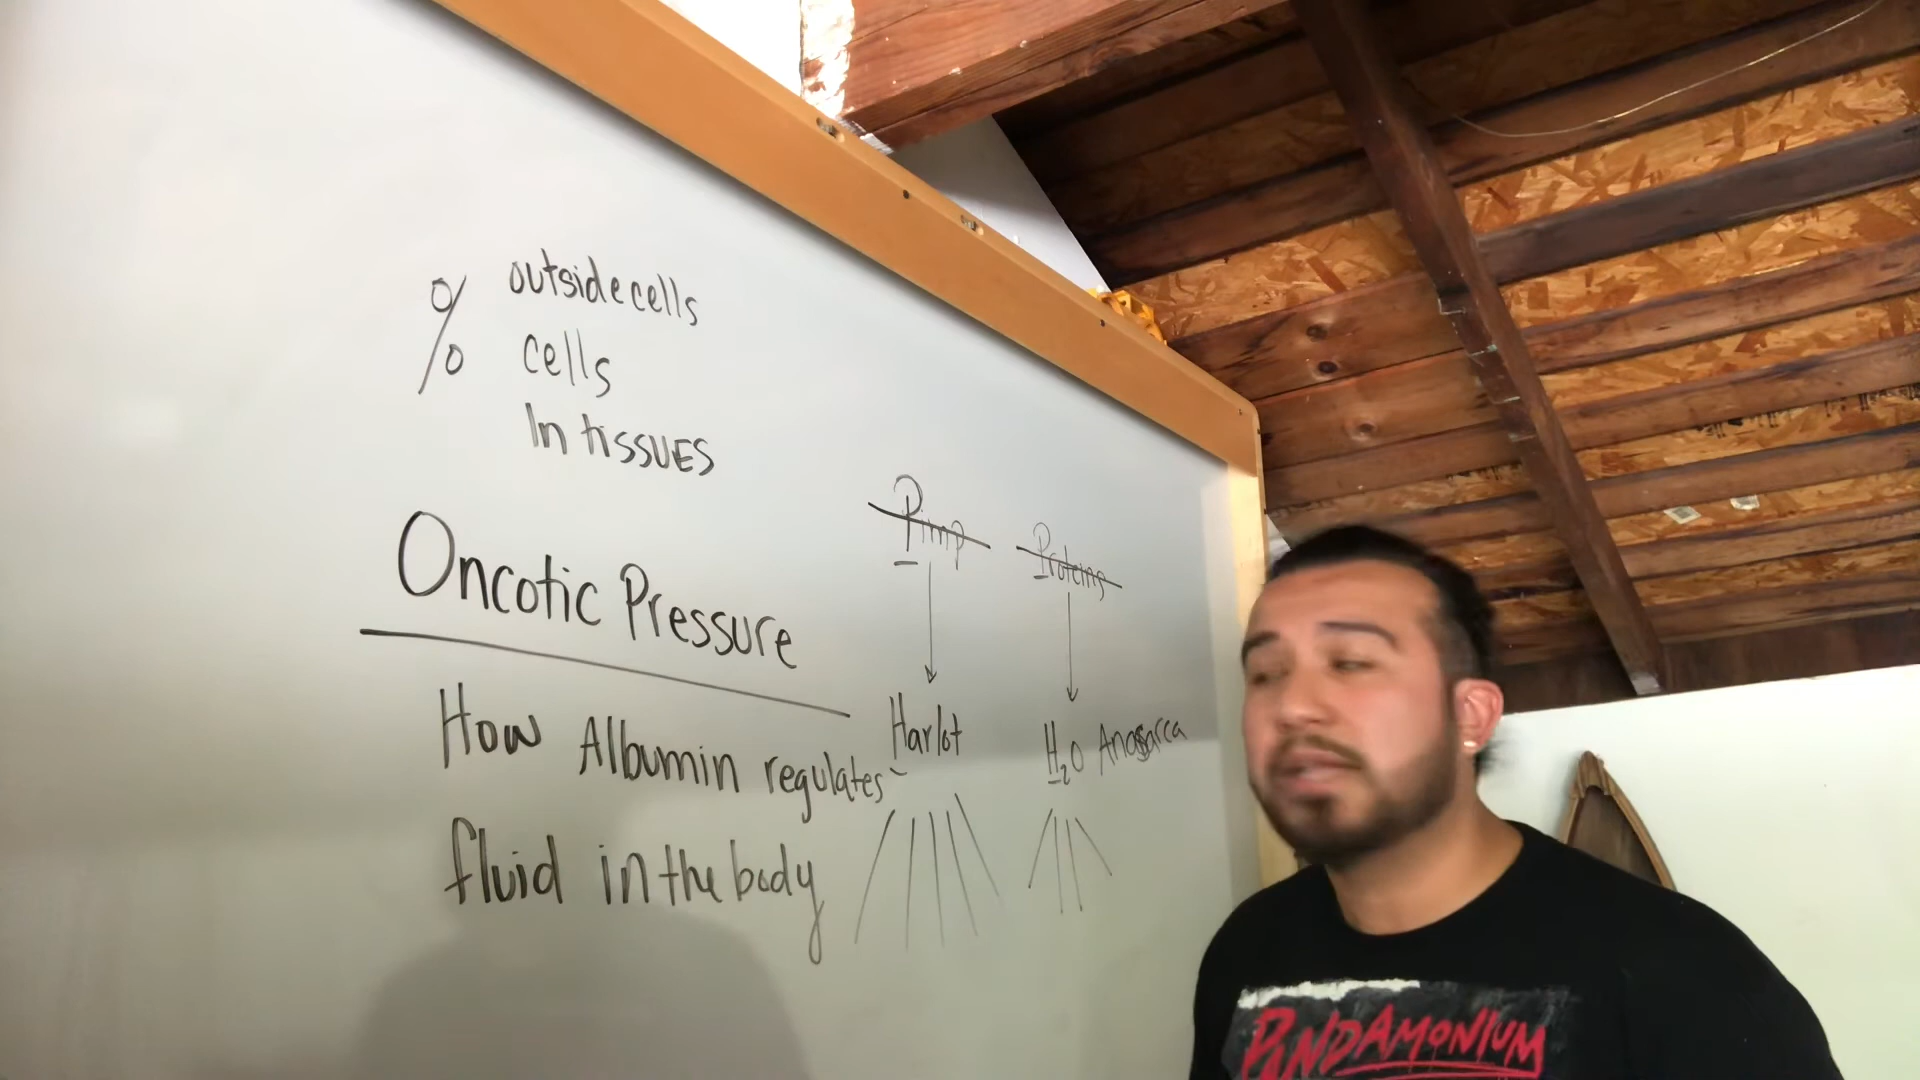 % outside cells
cells
In tissues
Oncotic Pressure
How Albumin regulates
fluid in the body
Pimp
Proteins
Harlot
H₂O Anasarca
PANDAMONIUM